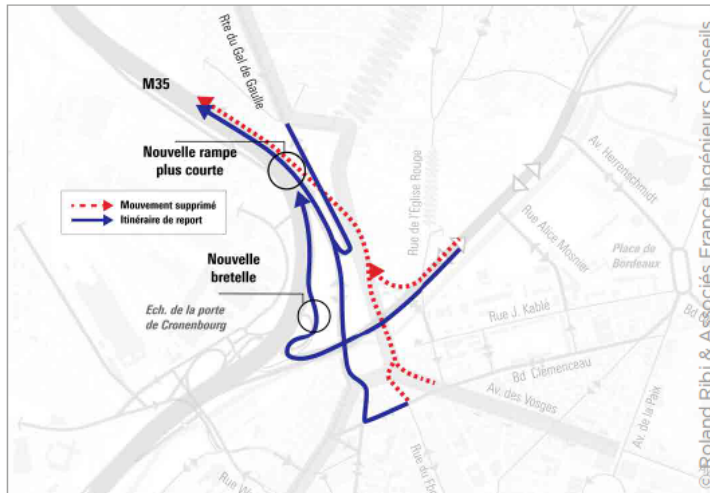 Rte du Gal de Gaulle
M35
Nouvelle rampe
plus courte
Mouvement supprimé
Itinéraire de report
Nouvelle
bretelle
Ech. de la porte
de Cronenbourg
Rue de l'Eglise Rouge
Av. Herrenschmidt
Rue Alice Mosnier
Place de
Bordeaux
Rue J. Kablé
Bd Clémenceau
Av. des Vosges
Av. de la Paix
Rue du Fbg
©Roland Ribi & Associés France Ingénieurs Conseils